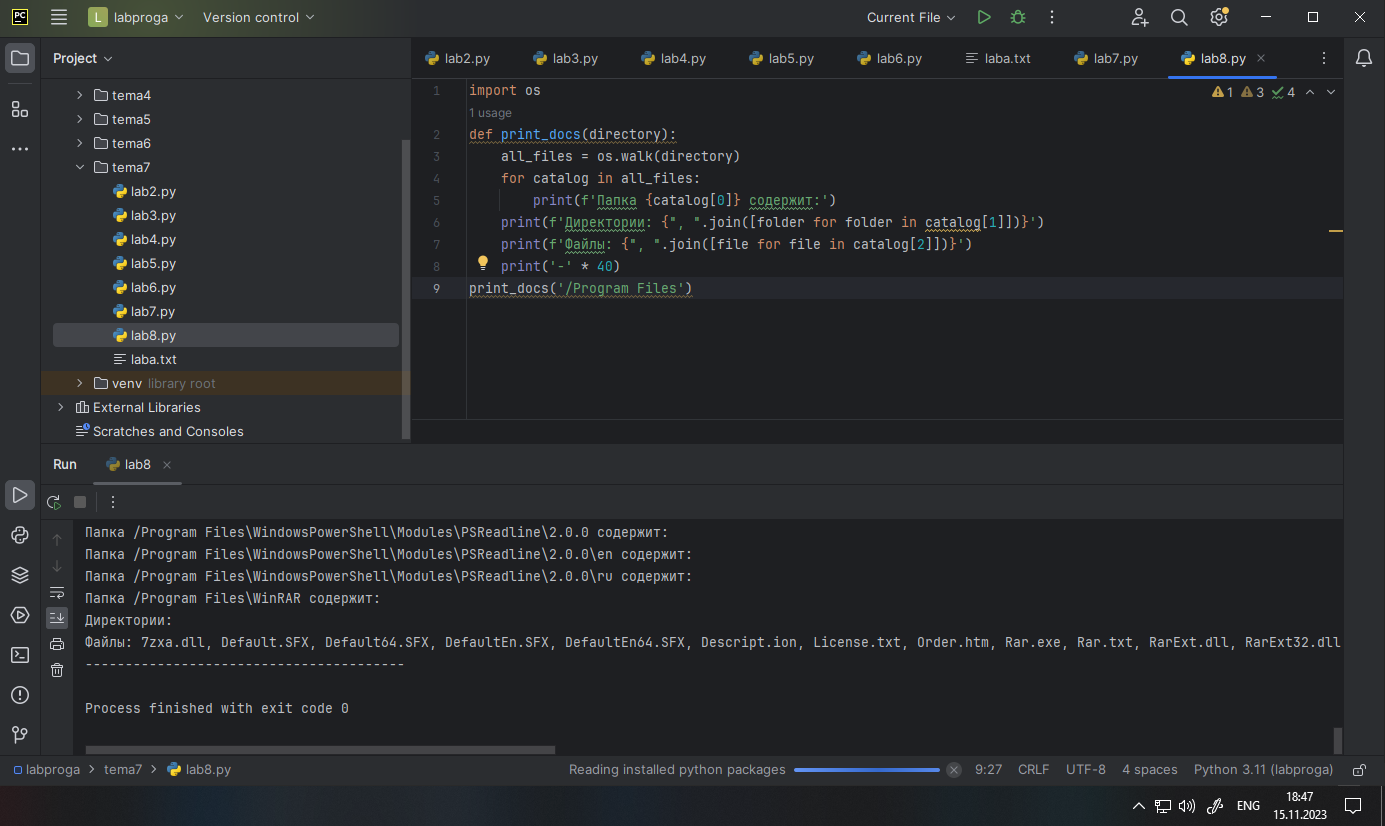 PC
L labproga Version control Current File
Project
lab2.py lab3.py lab4.py lab5.py lab6.py laba.txt lab7.py lab8.py
tema4
tema5
tema6
tema7
lab2.py
lab3.py
lab4.py
lab5.py
lab6.py
lab7.py
lab8.py
laba.txt
venv library root
External Libraries
Scratches and Consoles
1 3 4
1 import os
1 usage
2 def print_docs(directory):
3 all_files = os.walk(directory)
4 for catalog in all_files:
5 print(f'Папка {catalog[0]} содержит:')
6 print(f'Директории: {", ".join([folder for folder in catalog[1]])}')
7 print(f'Файлы: {", ".join([file for file in catalog[2]])}')
8 print('-' * 40)
9 print_docs('/Program Files')
Run lab8
Папка /Program Files\WindowsPowerShell\Modules\PSReadline\2.0.0 содержит:
Папка /Program Files\WindowsPowerShell\Modules\PSReadline\2.0.0\en содержит:
Папка /Program Files\WindowsPowerShell\Modules\PSReadline\2.0.0\ru содержит:
Папка /Program Files\WinRAR содержит:
Директории:
Файлы: 7zxa.dll, Default.SFX, Default64.SFX, DefaultEn.SFX, DefaultEn64.SFX, Descript.ion, License.txt, Order.htm, Rar.exe, Rar.txt, RarExt.dll, RarExt32.dll
----------------------------------------
Process finished with exit code 0
labproga > tema7 > lab8.py Reading installed python packages 9:27 CRLF UTF-8 4 spaces Python 3.11 (labproga)
ENG 18:47
15.11.2023